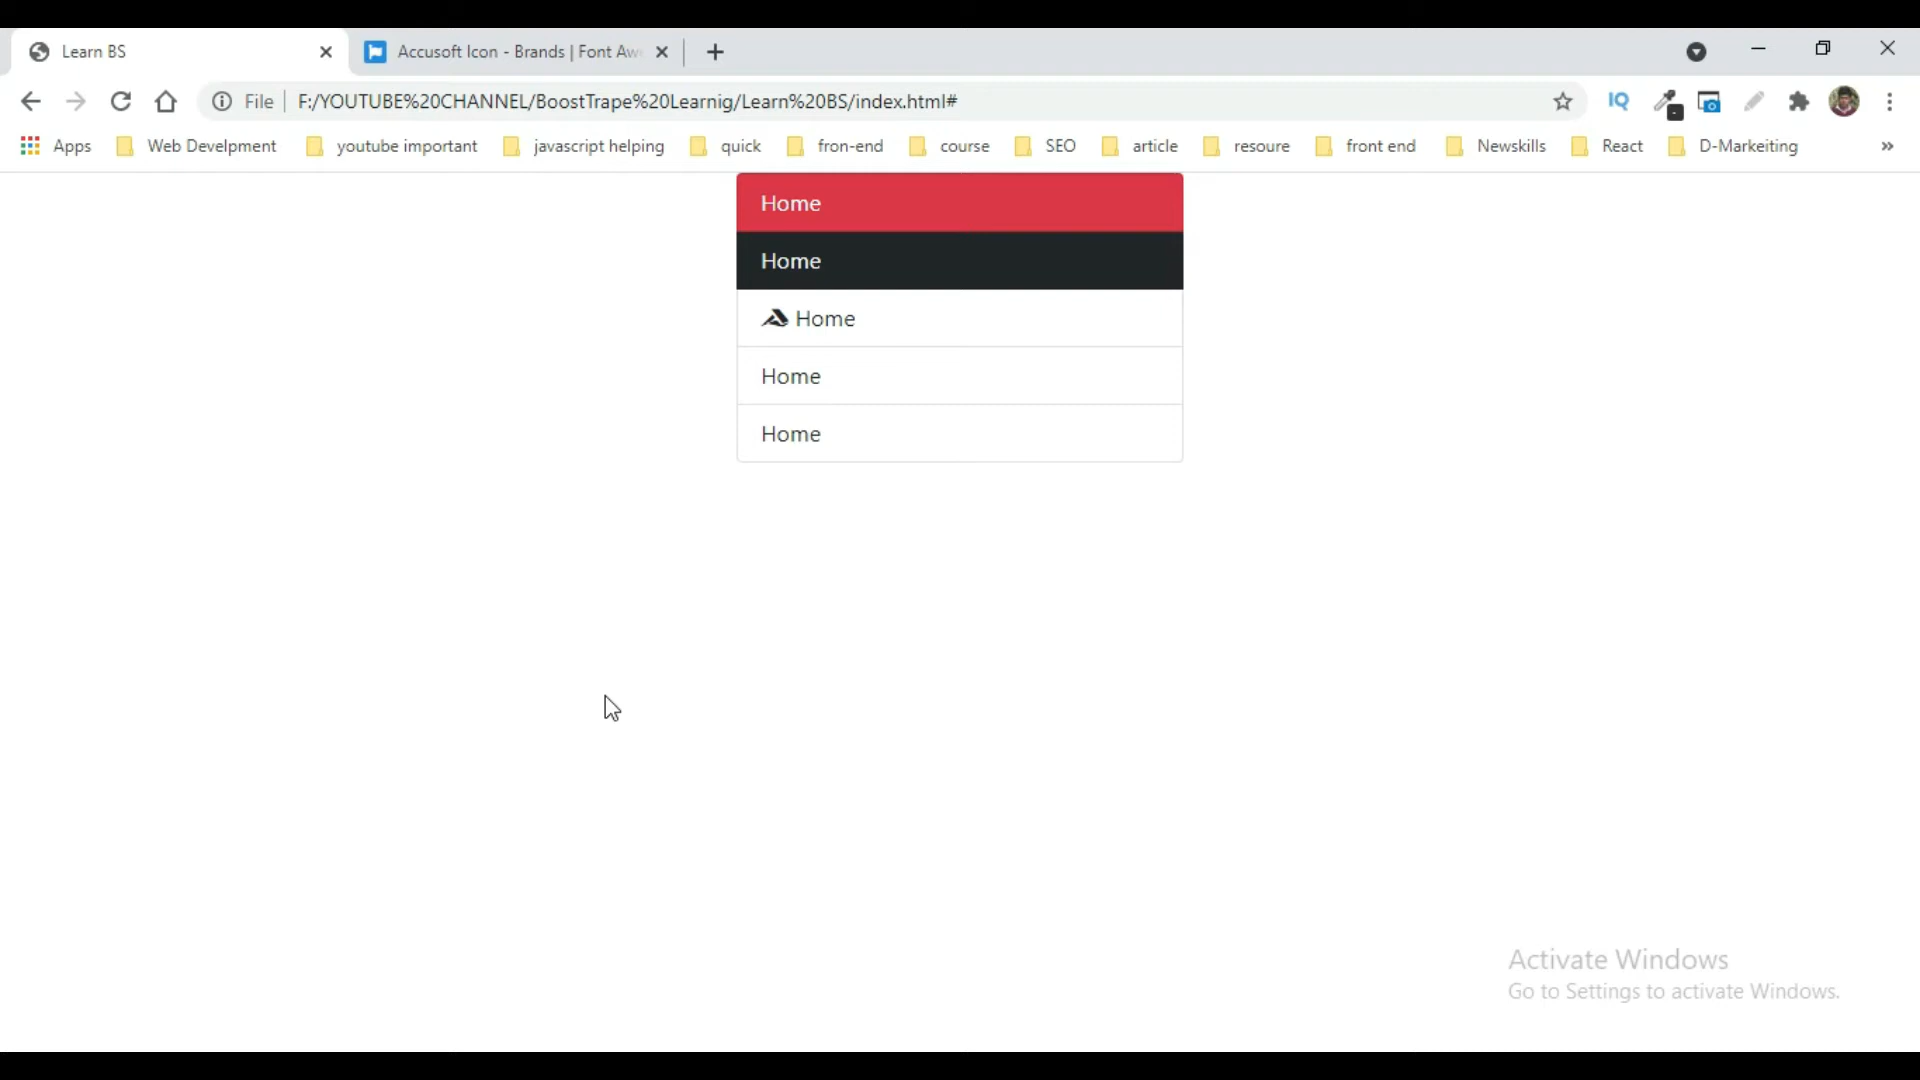 Learn BS
Accusoft Icon - Brands | Font Aw
File
F:/YOUTUBE%20CHANNEL/BoostTrape%20Learnig/Learn%20BS/index.html#
IQ
Apps
Web Develpment
youtube important
javascript helping
quick
fron-end
course
SEO
article
resoure
front end
Newskills
React
D-Markeiting
»
Home
Home
Home
Home
Home
Activate Windows
Go to Settings to activate Windows.